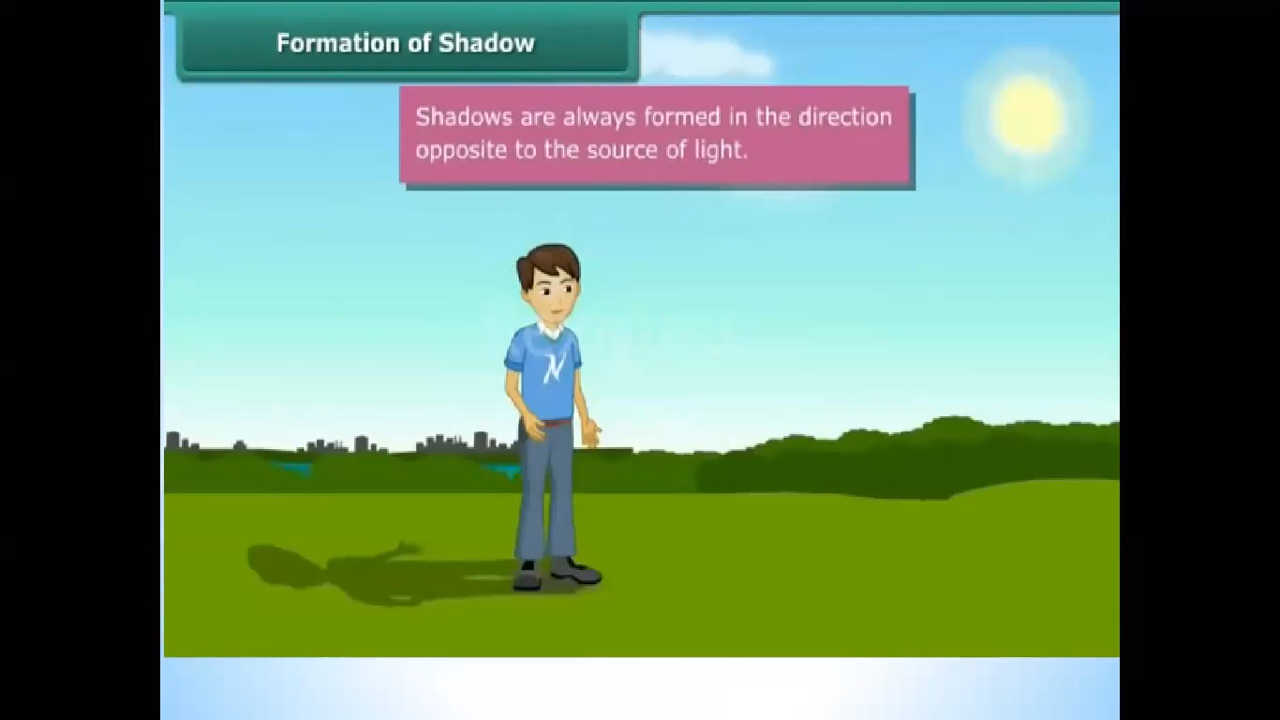 Formation of Shadow
Shadows are always formed in the direction
opposite to the source of light.
N